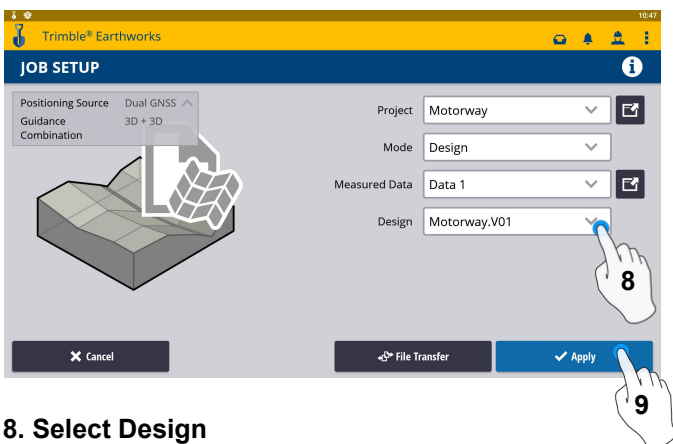 10:47
Trimble® Earthworks
JOB SETUP
Positioning Source Dual GNSS
Guidance Combination 3D + 3D
Project Motorway
Mode Design
Measured Data Data 1
Design Motorway.V01
8
Cancel
File Transfer
Apply
9
8. Select Design